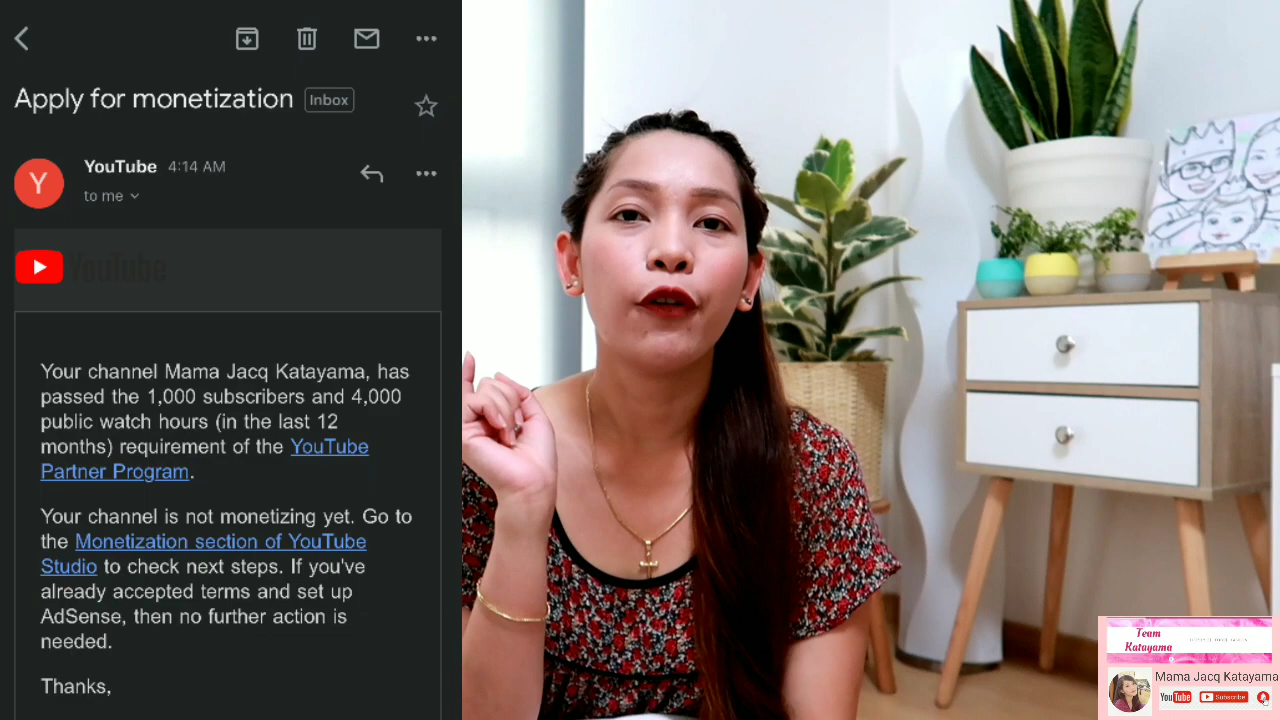 Apply for monetization Inbox
Y
YouTube 4:14 AM
to me
YouTube
Your channel Mama Jacq Katayama, has
passed the 1,000 subscribers and 4,000
public watch hours (in the last 12
months) requirement of the YouTube
Partner Program.
Your channel is not monetizing yet. Go to
the Monetization section of YouTube
Studio to check next steps. If you've
already accepted terms and set up
AdSense, then no further action is
needed.
Thanks,
Team
Katayama
Mama Jacq Katayama
YouTube Subscribe